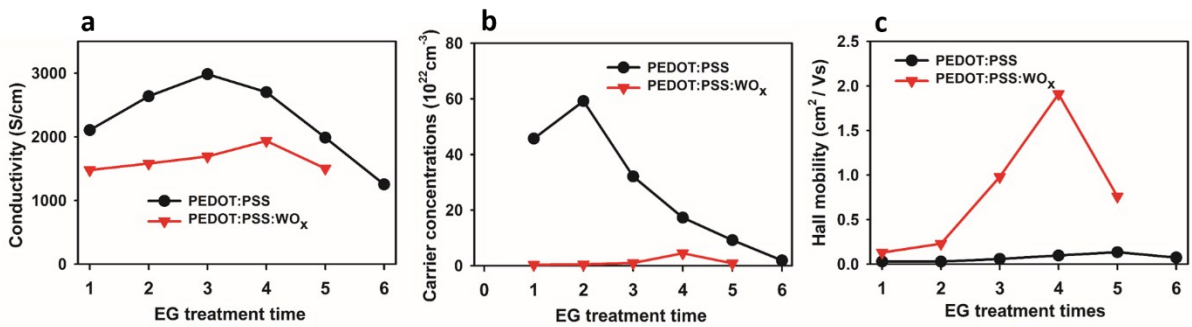 a
Conductivity (S/cm)
3000
2000
1000
0
PEDOT:PSS
PEDOT:PSS:WOx
1 2 3 4 5 6
EG treatment time
b
Carrier concentrations (10²²cm⁻³)
80
60
40
20
0
PEDOT:PSS
PEDOT:PSS:WOx
0 1 2 3 4 5 6
EG treatment time
c
Hall mobility (cm² / Vs)
2.5
2.0
1.5
1.0
0.5
0.0
PEDOT:PSS
PEDOT:PSS:WOx
1 2 3 4 5 6
EG treatment times